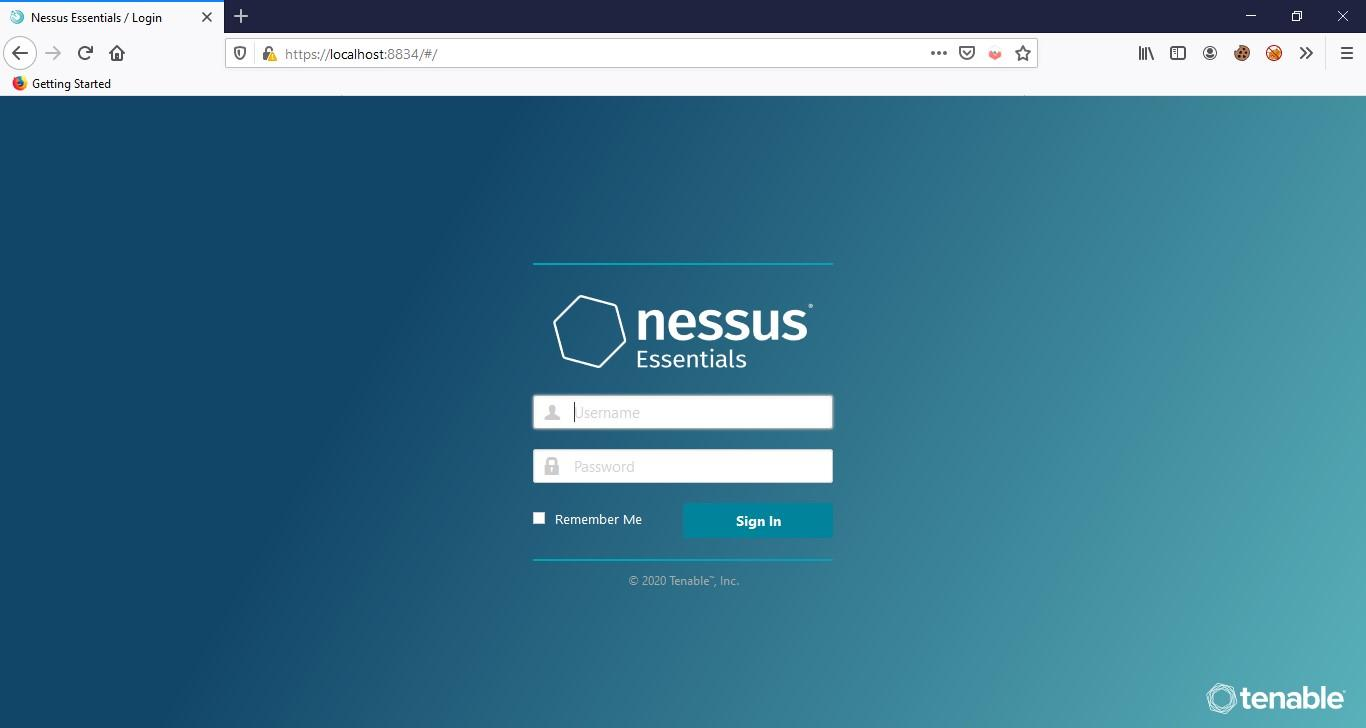 Nessus Essentials / Login
https://localhost:8834/#/
Getting Started
nessus®
Essentials
Username
Password
Remember Me
Sign In
© 2020 Tenable™, Inc.
tenable®